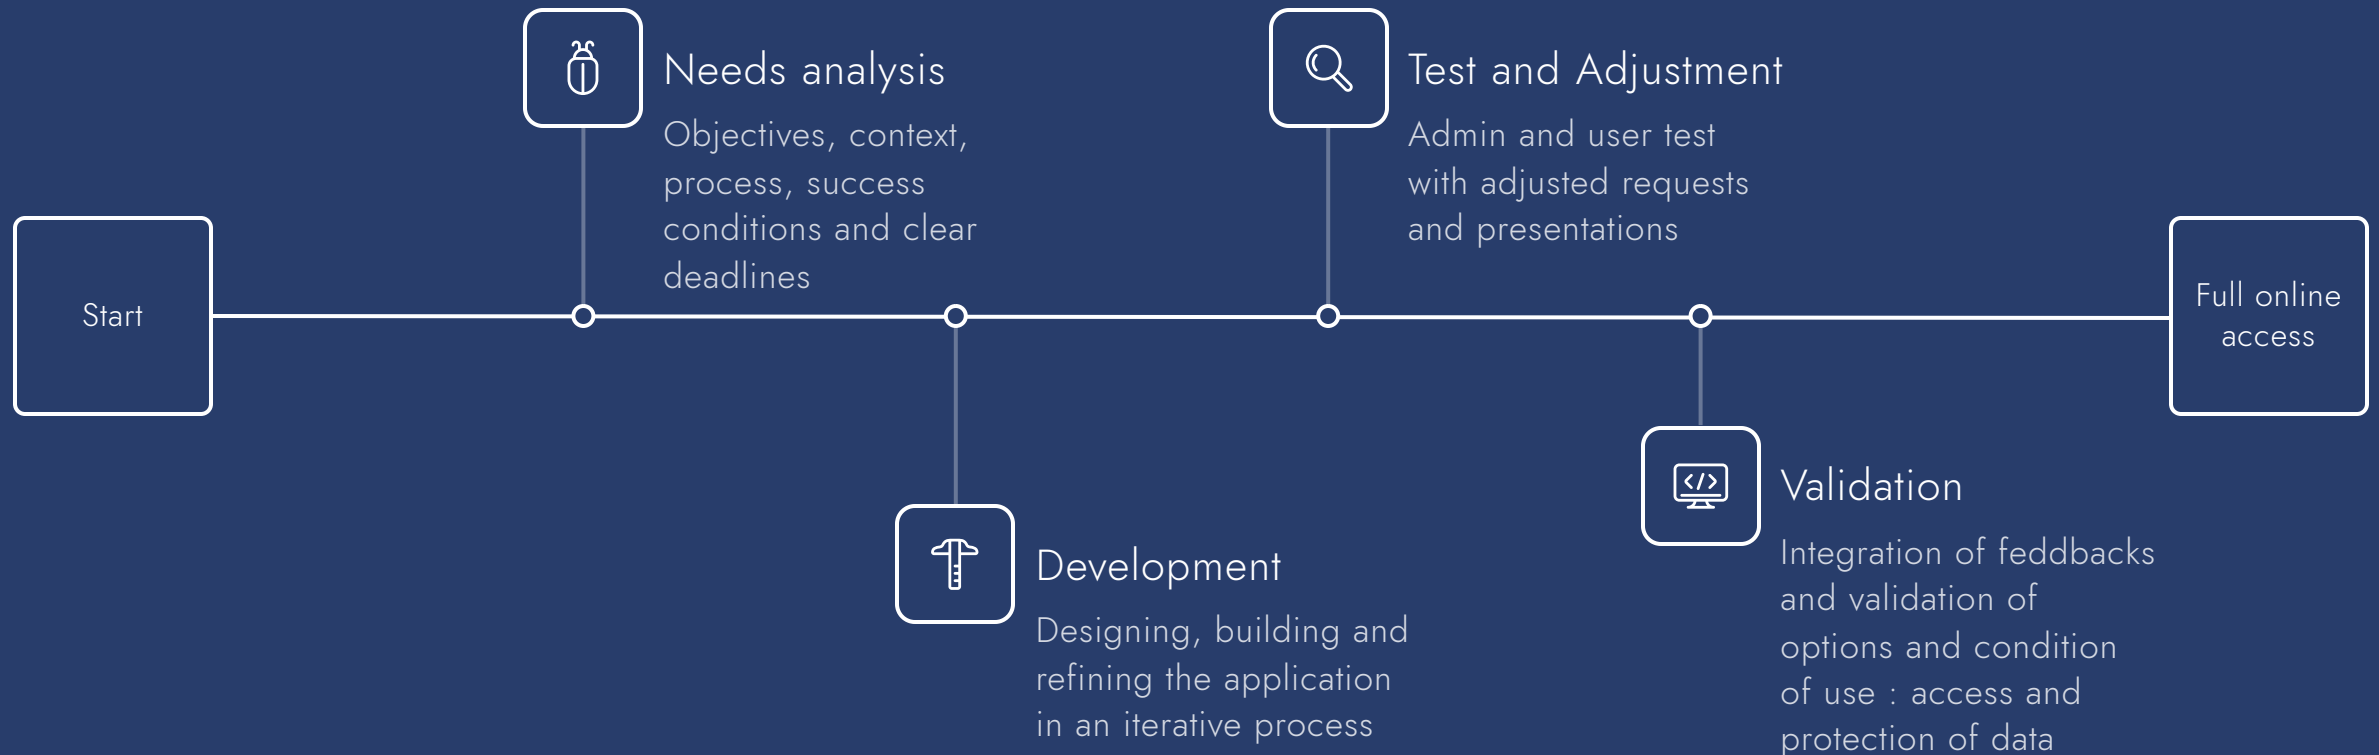 Start
Needs analysis
Objectives, context,
process, success
conditions and clear
deadlines
Development
Designing, building and
refining the application
in an iterative process
Test and Adjustment
Admin and user test
with adjusted requests
and presentations
Validation
Integration of feddbacks
and validation of
options and condition
of use : access and
protection of data
Full online
access